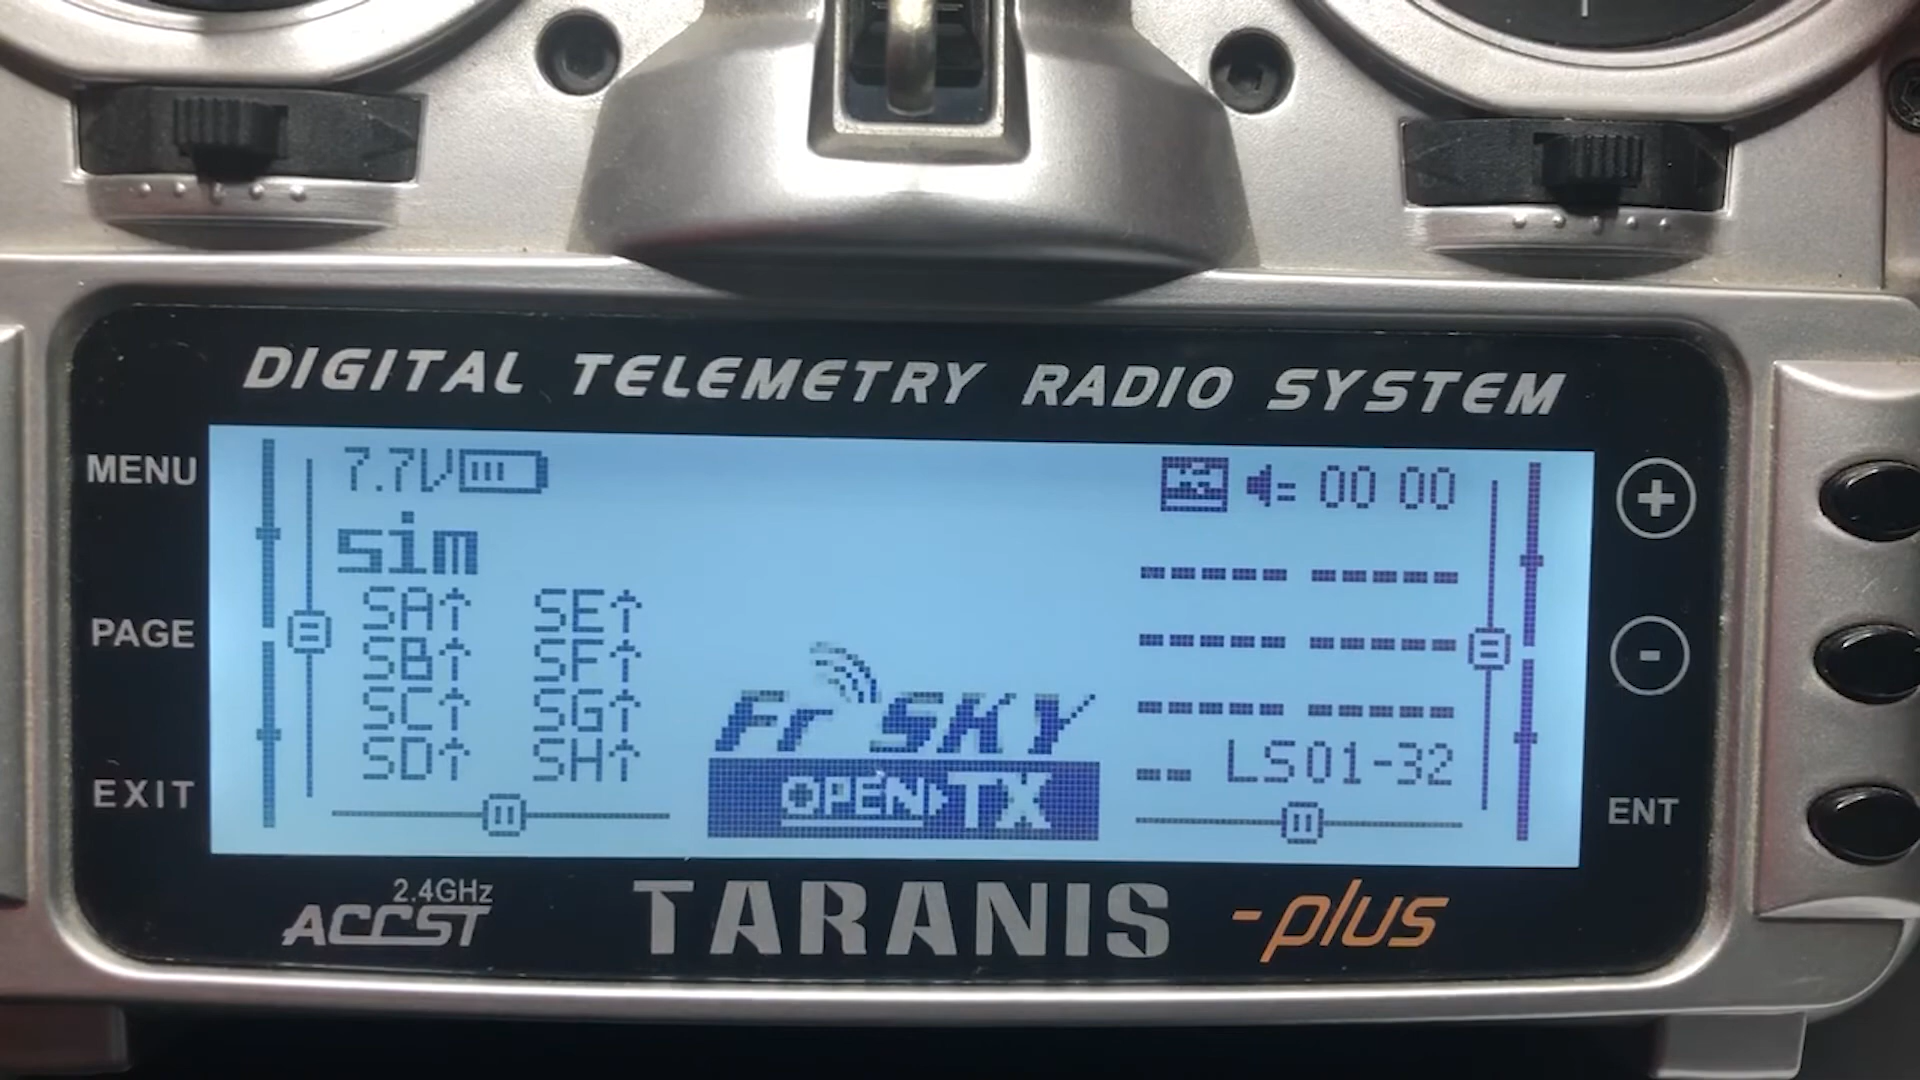 DIGITAL TELEMETRY RADIO SYSTEM
MENU
PAGE
EXIT
7.7V
00 00
sim
SA↑ SE↑
SB↑ SF↑
SC↑ SG↑
SD↑ SH↑
----- -----
----- -----
----- -----
-- LS01-32
FrSKY
OPEN TX
+
-
ENT
2.4GHz
ACCST
TARANIS -plus